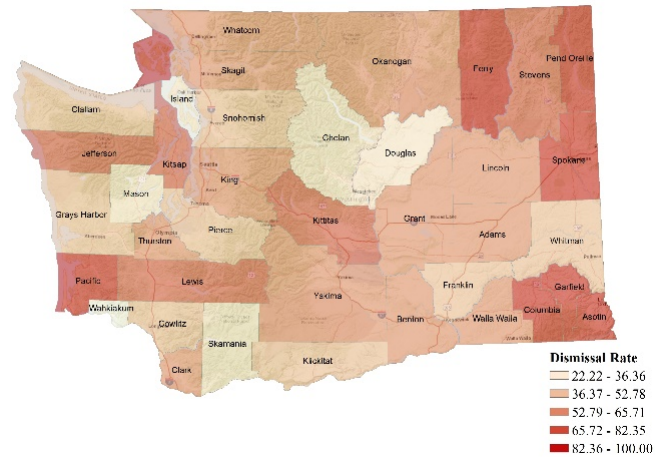 Whatcom
Skagit
Okanogan
Ferry
Stevens
Pend Oreille
Island
Clallam
Snohomish
Chelan
Douglas
Jefferson
Kitsap
Spokane
Lincoln
King
Mason
Grays Harbor
Kittitas
Grant
Pierce
Thurston
Adams
Whitman
Pacific
Lewis
Franklin
Garfield
Yakima
Columbia
Wahkiakum
Cowlitz
Benton
Walla Walla
Asotin
Skamania
Klickitat
Clark
Dismissal Rate
22.22 - 36.36
36.37 - 52.78
52.79 - 65.71
65.72 - 82.35
82.36 - 100.00